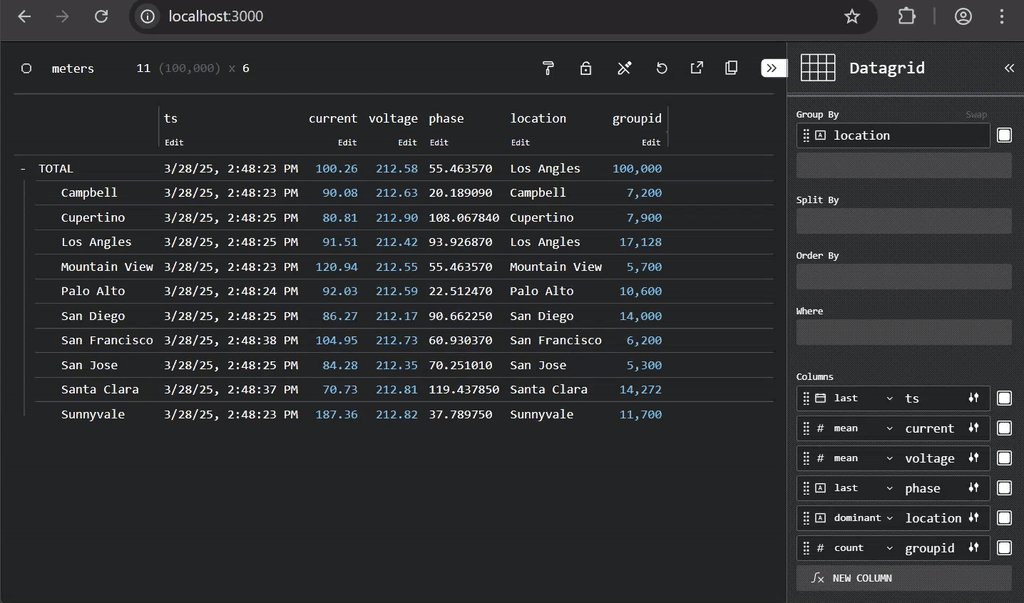 localhost:3000
meters 11 (100,000) x 6
Datagrid
ts current voltage phase location groupid
Edit Edit Edit Edit Edit Edit
- TOTAL 3/28/25, 2:48:23 PM 100.26 212.58 55.463570 Los Angles 100,000
Campbell 3/28/25, 2:48:23 PM 90.08 212.63 20.189090 Campbell 7,200
Cupertino 3/28/25, 2:48:25 PM 80.81 212.90 108.067840 Cupertino 7,900
Los Angles 3/28/25, 2:48:25 PM 91.51 212.42 93.926870 Los Angles 17,128
Mountain View 3/28/25, 2:48:23 PM 120.94 212.55 55.463570 Mountain View 5,700
Palo Alto 3/28/25, 2:48:24 PM 92.03 212.59 22.512470 Palo Alto 10,600
San Diego 3/28/25, 2:48:25 PM 86.27 212.17 90.662250 San Diego 14,000
San Francisco 3/28/25, 2:48:38 PM 104.95 212.73 60.930370 San Francisco 6,200
San Jose 3/28/25, 2:48:25 PM 84.28 212.35 70.251010 San Jose 5,300
Santa Clara 3/28/25, 2:48:37 PM 70.73 212.81 119.437850 Santa Clara 14,272
Sunnyvale 3/28/25, 2:48:23 PM 187.36 212.82 37.789750 Sunnyvale 11,700
Group By Swap
A location
Split By
Order By
Where
Columns
last ts
# mean current
# mean voltage
A last phase
A dominant location
# count groupid
ƒx NEW COLUMN